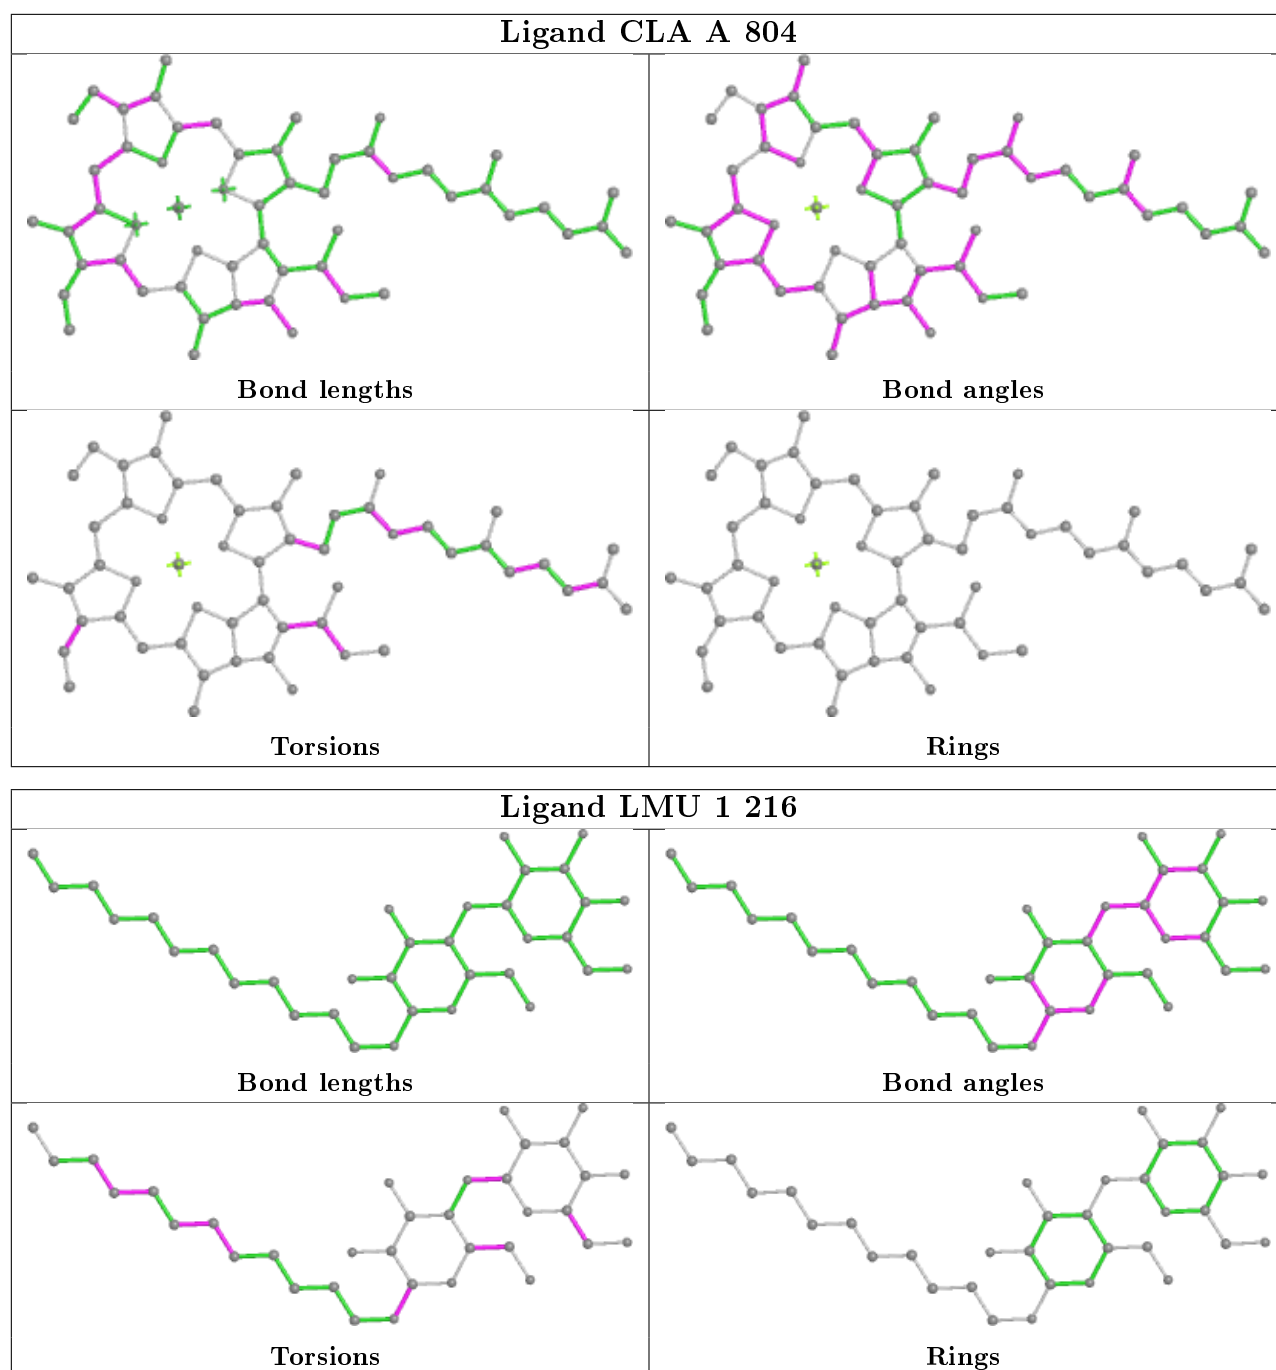 Ligand CLA A 804
Bond lengths
Bond angles
Torsions
Rings
Ligand LMU 1 216
Bond lengths
Bond angles
Torsions
Rings